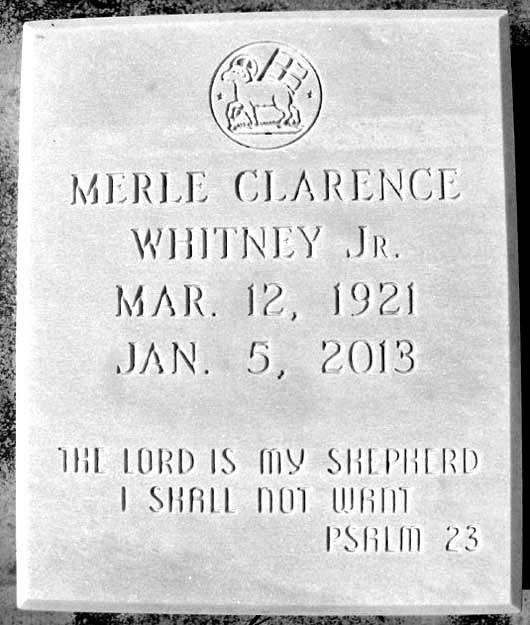 MERLE CLARENCE
WHITNEY JR.
MAR. 12, 1921
JAN. 5, 2013
THE LORD IS MY SHEPHERD
I SHALL NOT WANT
PSALM 23